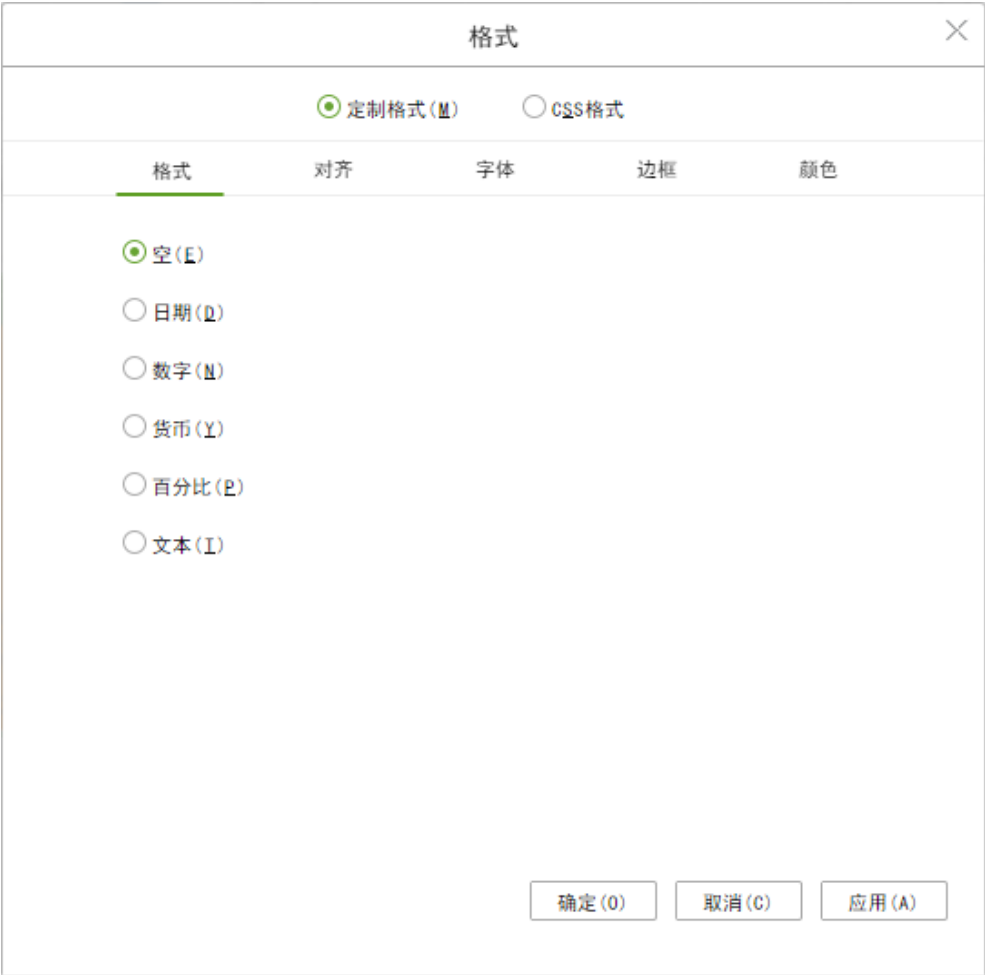 格式
定制格式(M) CSS格式
格式 对齐 字体 边框 颜色
空(E)
日期(D)
数字(N)
货币(Y)
百分比(P)
文本(T)
确定(O) 取消(C) 应用(A)